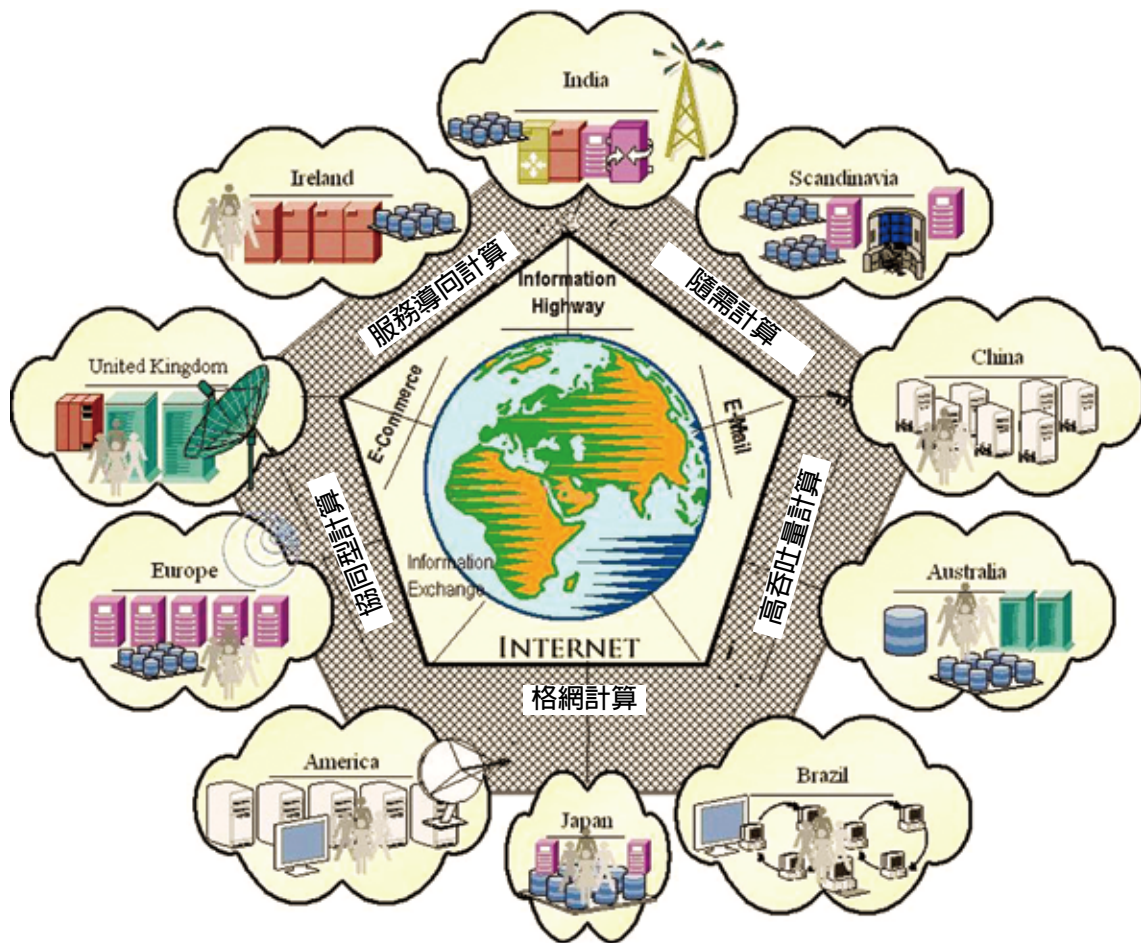 India
Ireland
Scandinavia
服務導向計算
隨需計算
Information
Highway
United Kingdom
China
E-Commerce
E-Mail
協同型計算
高吞吐量計算
Europe
Information
Exchange
Australia
INTERNET
格網計算
America
Brazil
Japan